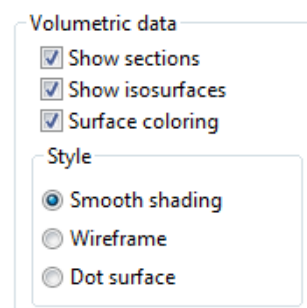 Volumetric data
Show sections
Show isosurfaces
Surface coloring
Style
Smooth shading
Wireframe
Dot surface